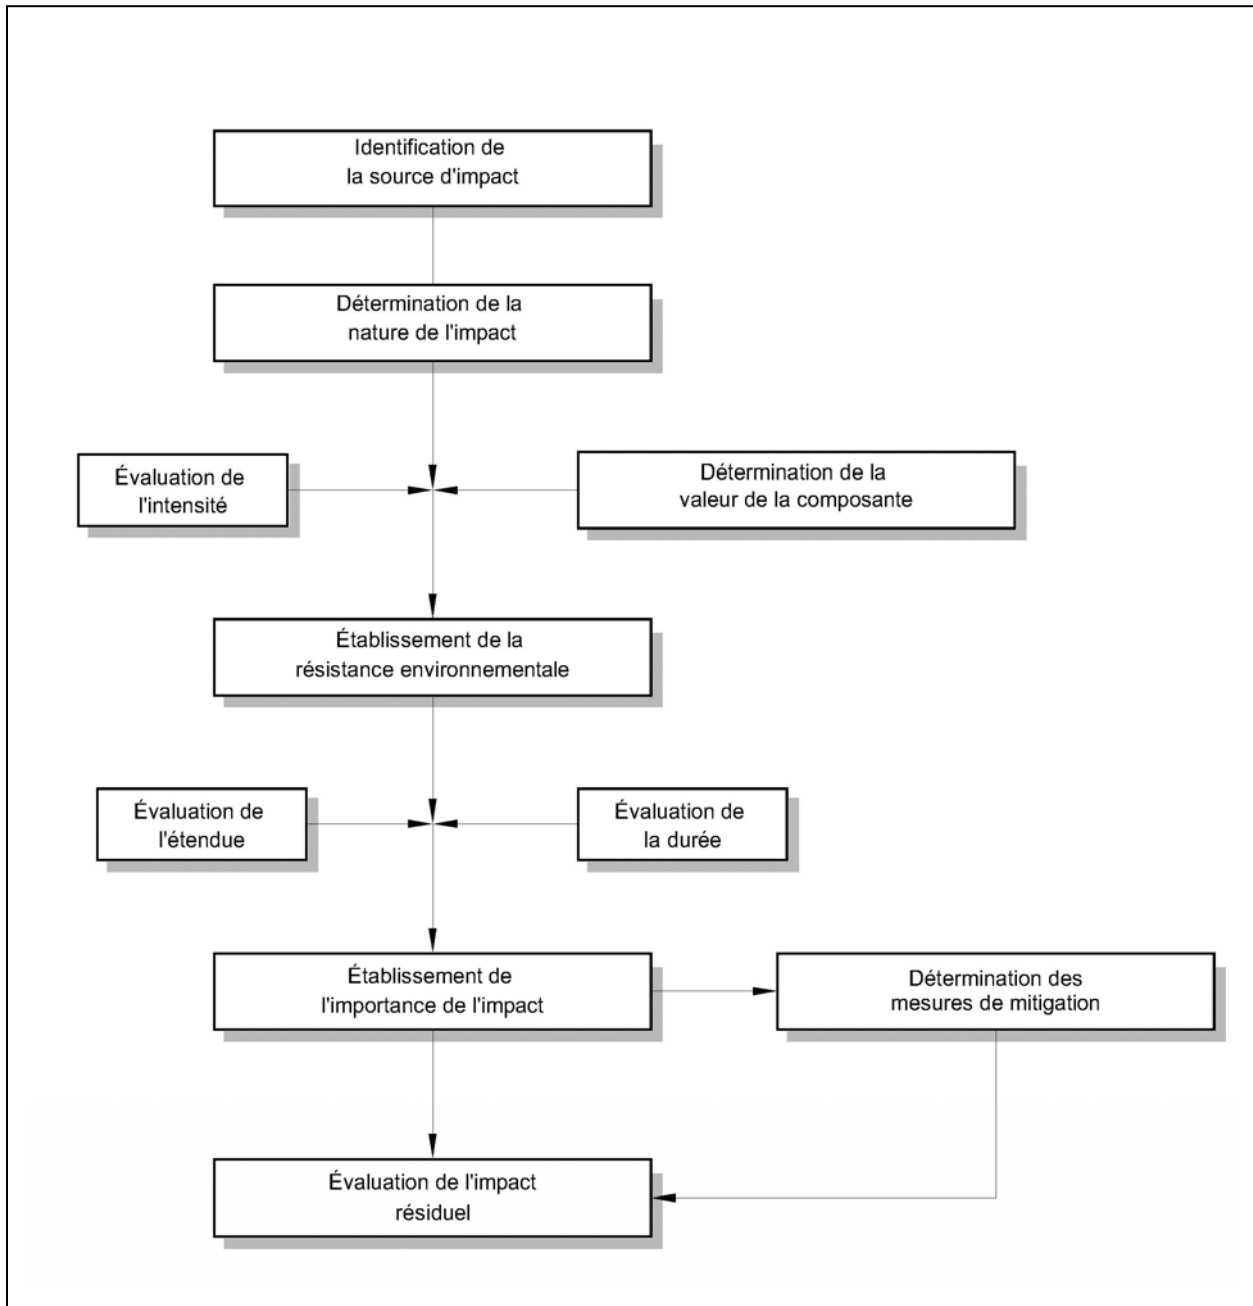 Identification de
la source d'impact
Détermination de la
nature de l'impact
Évaluation de
l'intensité
Détermination de la
valeur de la composante
Établissement de la
résistance environnementale
Évaluation de
l'étendue
Évaluation de
la durée
Établissement de
l'importance de l'impact
Détermination des
mesures de mitigation
Évaluation de l'impact
résiduel